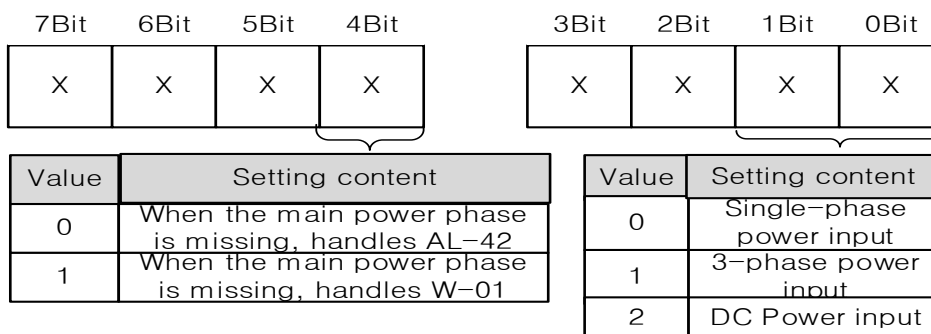 7Bit 6Bit 5Bit 4Bit 3Bit 2Bit 1Bit 0Bit
X X X X X X X X
Value Setting content
0 When the main power phase
is missing, handles AL-42
1 When the main power phase
is missing, handles W-01
Value Setting content
0 Single-phase
power input
1 3-phase power
input
2 DC Power input